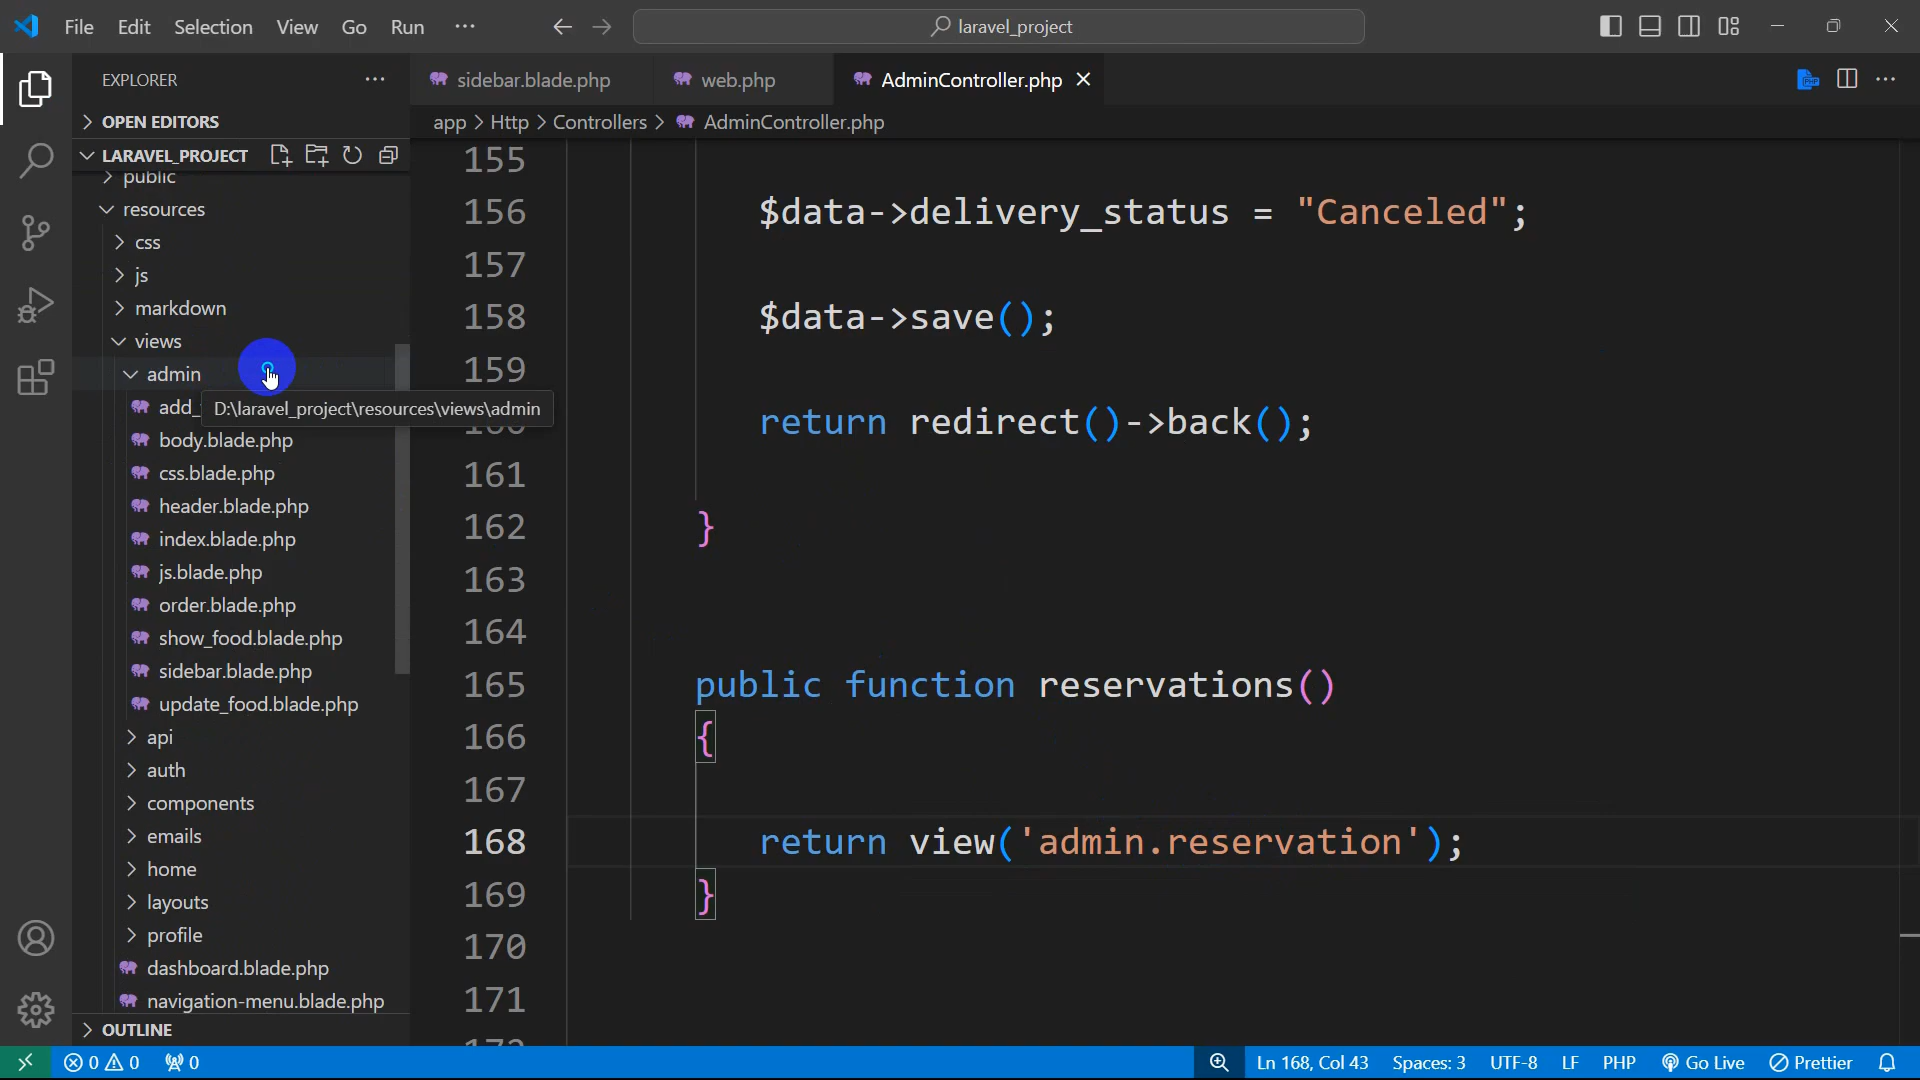 File Edit Selection View Go Run ···
laravel_project
EXPLORER ···
OPEN EDITORS
LARAVEL_PROJECT
public
resources
css
js
markdown
views
admin
D:\laravel_project\resources\views\admin
add_
body.blade.php
css.blade.php
header.blade.php
index.blade.php
js.blade.php
order.blade.php
show_food.blade.php
sidebar.blade.php
update_food.blade.php
api
auth
components
emails
home
layouts
profile
dashboard.blade.php
navigation-menu.blade.php
OUTLINE
sidebar.blade.php web.php AdminController.php
app > Http > Controllers > AdminController.php
155
156 $data->delivery_status = "Canceled";
157
158 $data->save();
159
160 return redirect()->back();
161
162 }
163
164
165 public function reservations()
166 {
167
168 return view('admin.reservation');
169 }
170
171
172
0 0 0
Ln 168, Col 43 Spaces: 3 UTF-8 LF PHP Go Live Prettier